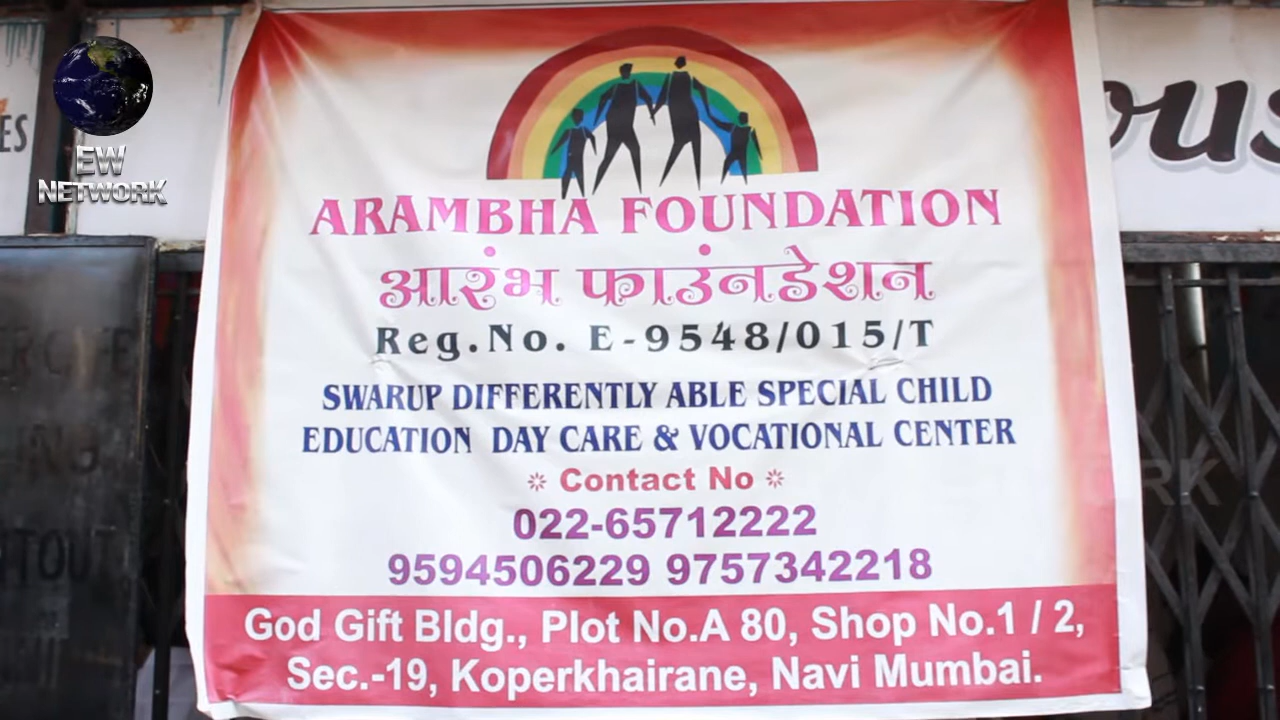 EW
NETWORK
ES
ous
ARAMBHA FOUNDATION
आरंभ फाउंनडेशन
Reg.No. E-9548/015/T
SWARUP DIFFERENTLY ABLE SPECIAL CHILD
EDUCATION DAY CARE & VOCATIONAL CENTER
Contact No
022-65712222
9594506229 9757342218
God Gift Bldg., Plot No.A 80, Shop No.1 / 2,
Sec.-19, Koperkhairane, Navi Mumbai.